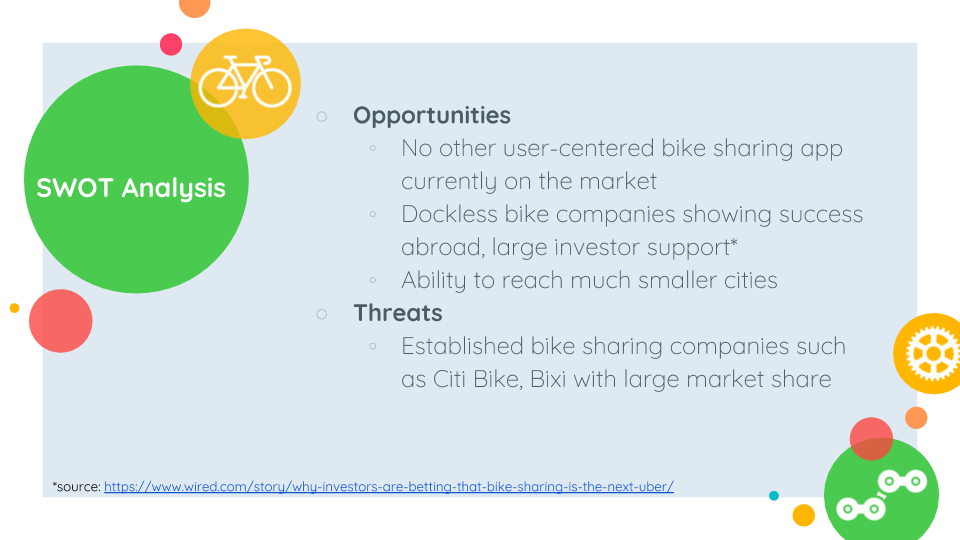 SWOT Analysis
Opportunities
No other user-centered bike sharing app
currently on the market
Dockless bike companies showing success
abroad, large investor support*
Ability to reach much smaller cities
Threats
Established bike sharing companies such
as Citi Bike, Bixi with large market share
*source: https://www.wired.com/story/why-investors-are-betting-that-bike-sharing-is-the-next-uber/